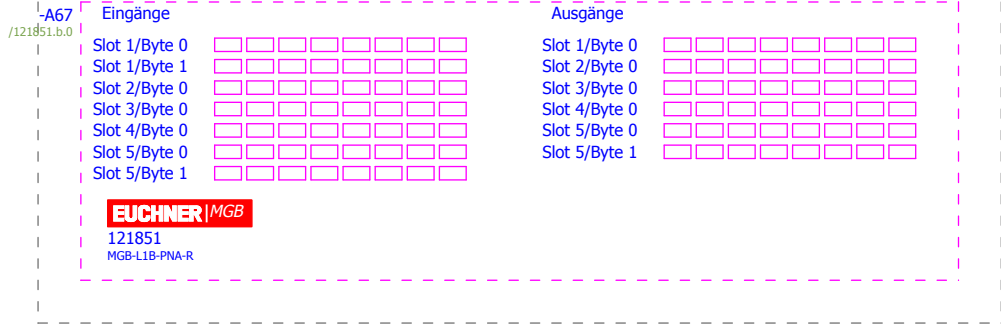 -A67
/121851.b.0
Eingänge
Slot 1/Byte 0
Slot 1/Byte 1
Slot 2/Byte 0
Slot 3/Byte 0
Slot 4/Byte 0
Slot 5/Byte 0
Slot 5/Byte 1
Ausgänge
Slot 1/Byte 0
Slot 2/Byte 0
Slot 3/Byte 0
Slot 4/Byte 0
Slot 5/Byte 0
Slot 5/Byte 1
EUCHNER|MGB
121851
MGB-L1B-PNA-R